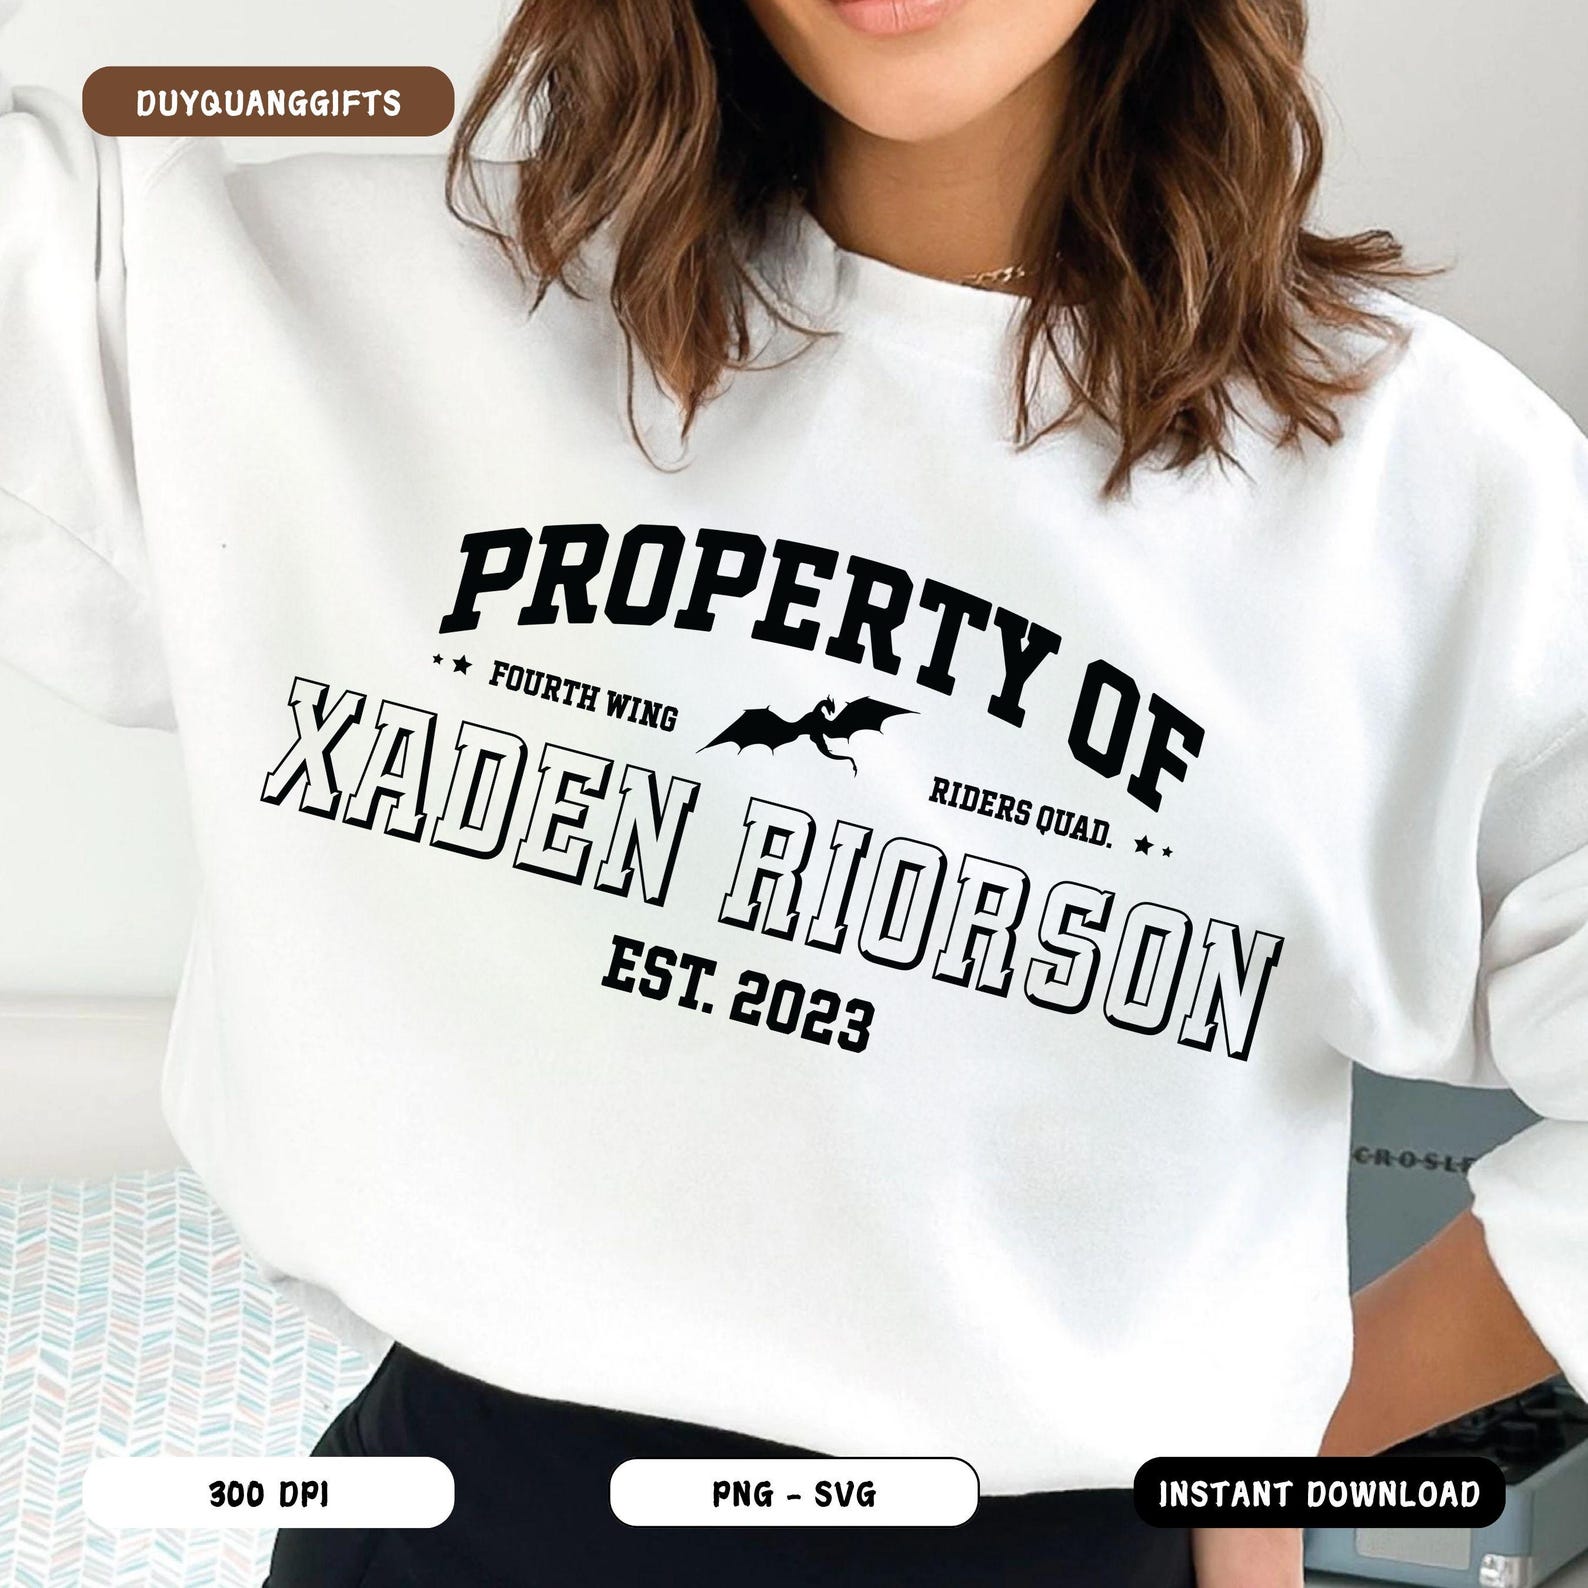 DUYQUANGGIFTS
PROPERTY OF
FOURTH WING
RIDERS QUAD.
XADEN RIORSON
EST. 2023
CROSLE
300 DPI
PNG - SVG
INSTANT DOWNLOAD